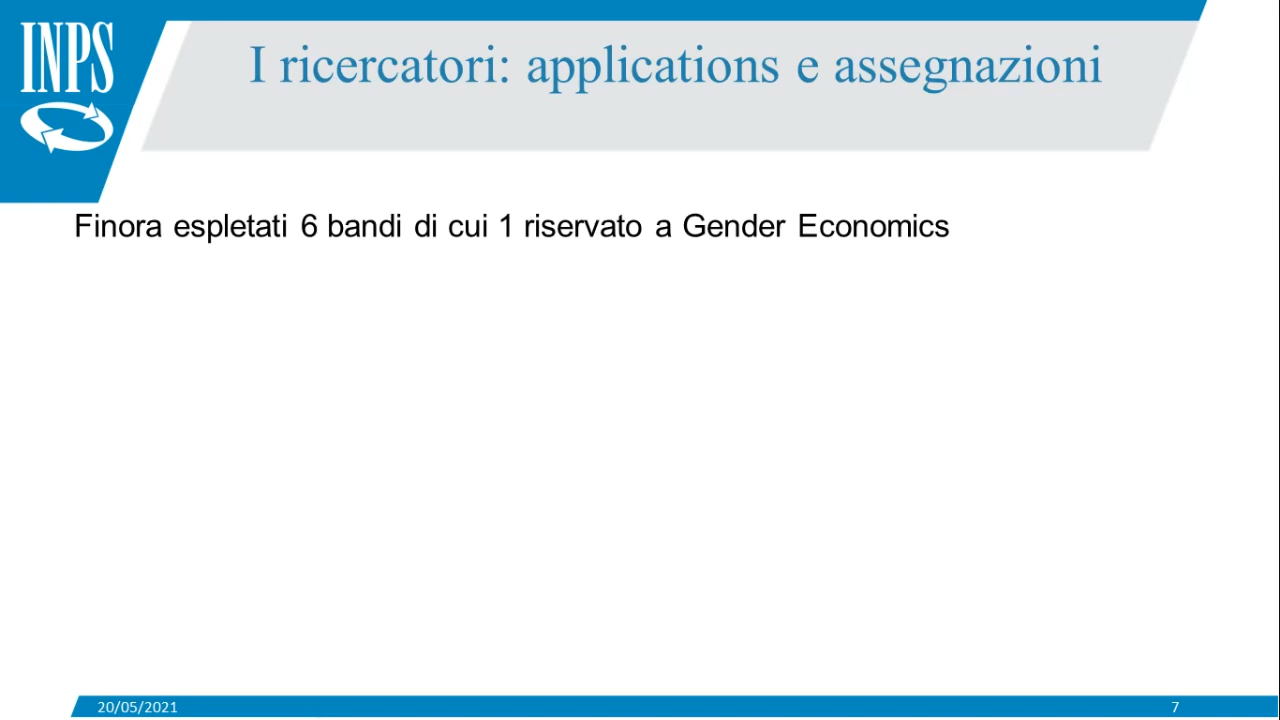 INPS
I ricercatori: applications e assegnazioni
Finora espletati 6 bandi di cui 1 riservato a Gender Economics
20/05/2021
7